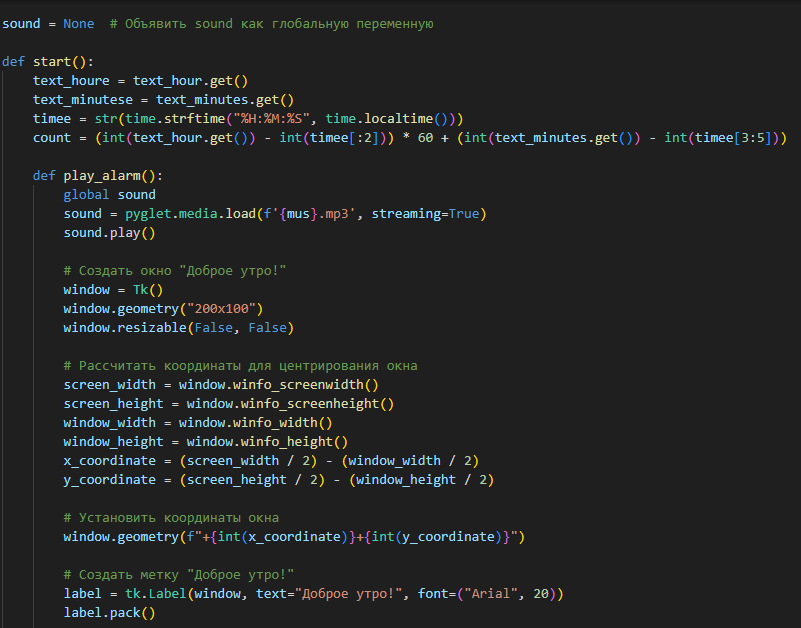 sound = None  # Объявить sound как глобальную переменную
def start():
    text_houre = text_hour.get()
    text_minutese = text_minutes.get()
    timee = str(time.strftime("%H:%M:%S", time.localtime()))
    count = (int(text_hour.get()) - int(timee[:2])) * 60 + (int(text_minutes.get()) - int(timee[3:5]))
    def play_alarm():
        global sound
        sound = pyglet.media.load(f'{mus}.mp3', streaming=True)
        sound.play()
        # Создать окно "Доброе утро!"
        window = Tk()
        window.geometry("200x100")
        window.resizable(False, False)
        # Рассчитать координаты для центрирования окна
        screen_width = window.winfo_screenwidth()
        screen_height = window.winfo_screenheight()
        window_width = window.winfo_width()
        window_height = window.winfo_height()
        x_coordinate = (screen_width / 2) - (window_width / 2)
        y_coordinate = (screen_height / 2) - (window_height / 2)
        # Установить координаты окна
        window.geometry(f"+{int(x_coordinate)}+{int(y_coordinate)}")
        # Создать метку "Доброе утро!"
        label = tk.Label(window, text="Доброе утро!", font=("Arial", 20))
        label.pack()